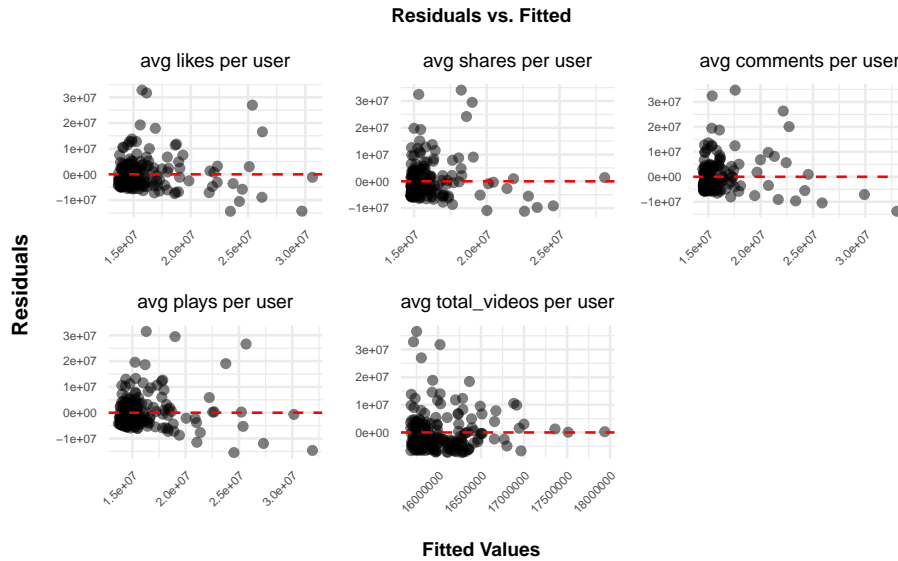 Residuals vs. Fitted
avg likes per user
avg shares per user
avg comments per user
3e+07
2e+07
1e+07
0e+00
−1e+07
3e+07
2e+07
1e+07
0e+00
−1e+07
3e+07
2e+07
1e+07
0e+00
−1e+07
1.5e+07
2.0e+07
2.5e+07
3.0e+07
1.5e+07
2.0e+07
2.5e+07
1.5e+07
2.0e+07
2.5e+07
3.0e+07
Residuals
avg plays per user
avg total_videos per user
3e+07
2e+07
1e+07
0e+00
−1e+07
3e+07
2e+07
1e+07
0e+00
1.5e+07
2.0e+07
2.5e+07
3.0e+07
16000000
16500000
17000000
17500000
18000000
Fitted Values